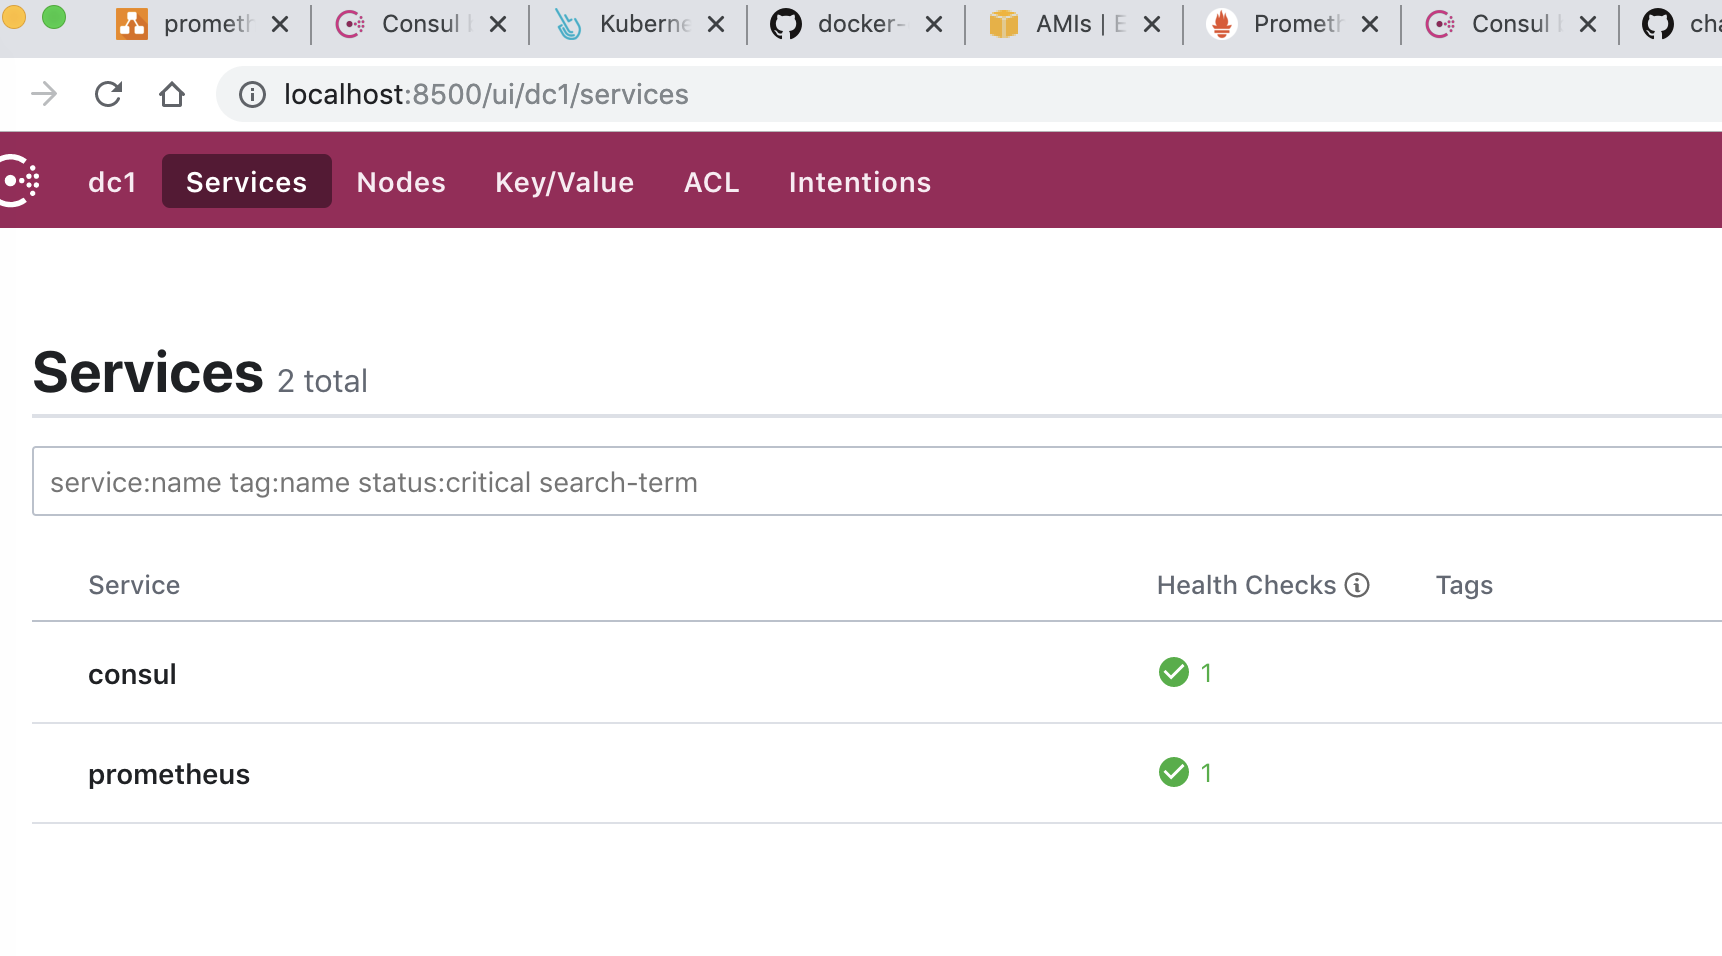 prometh Consul Kuberne docker- AMIs | E Prometh Consul cha
localhost:8500/ui/dc1/services
dc1 Services Nodes Key/Value ACL Intentions
Services 2 total
service:name tag:name status:critical search-term
Service Health Checks Tags
consul 1
prometheus 1